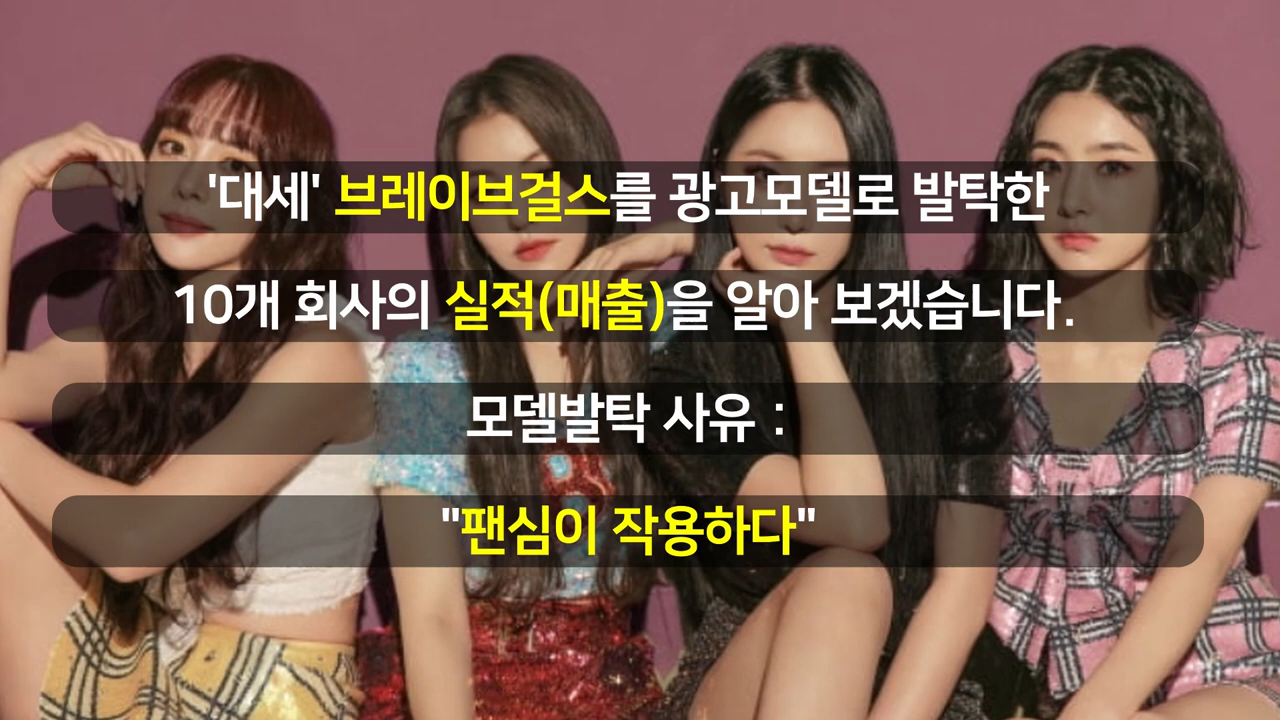 '대세' 브레이브걸스를 광고모델로 발탁한
10개 회사의 실적(매출)을 알아 보겠습니다.
모델발탁 사유 :
"팬심이 작용하다"